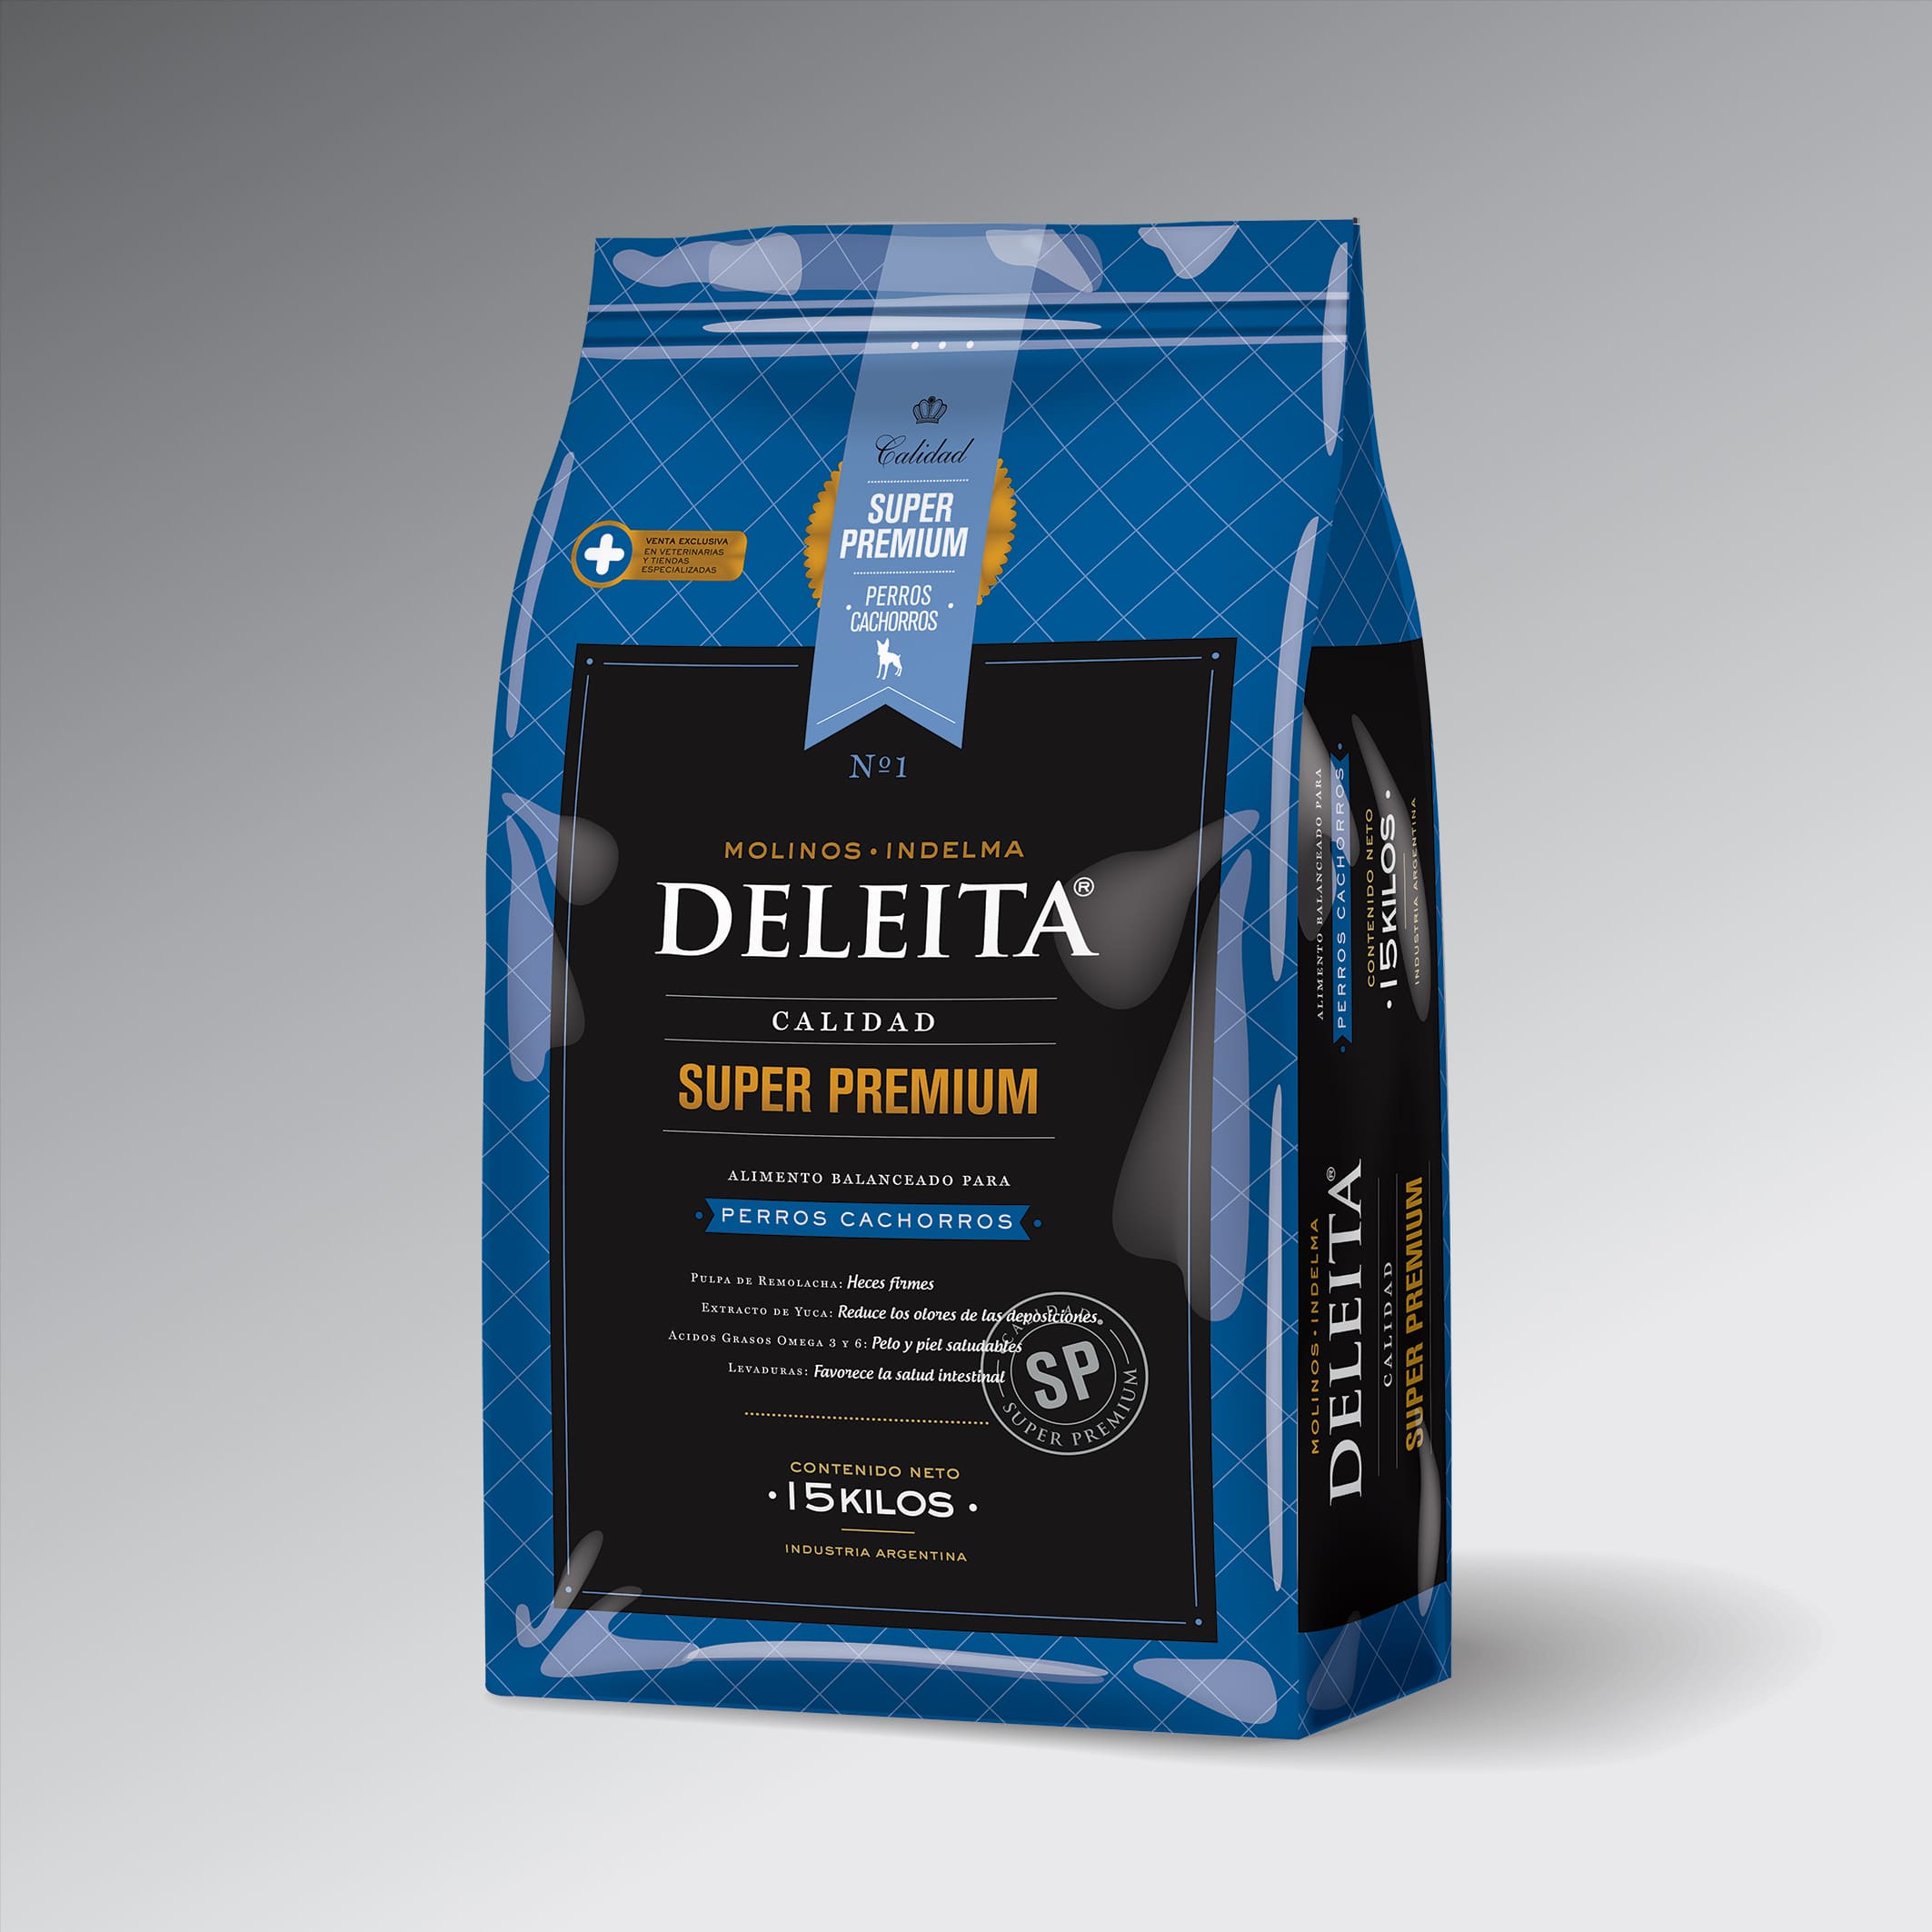 Calidad
SUPER
PREMIUM
PERROS
CACHORROS
VENTA EXCLUSIVA
EN VETERINARIAS
Y TIENDAS
ESPECIALIZADAS
Nº1
MOLINOS • INDELMA
DELEITA®
CALIDAD
SUPER PREMIUM
ALIMENTO BALANCEADO PARA
PERROS CACHORROS
Pulpa de Remolacha: Heces firmes
Extracto de Yuca: Reduce los olores de las deposiciones.
Acidos Grasos Omega 3 y 6: Pelo y piel saludables
Levaduras: Favorece la salud intestinal
CALIDAD
SP
SUPER PREMIUM
CONTENIDO NETO
• 15 KILOS •
INDUSTRIA ARGENTINA
ALIMENTO BALANCEADO PARA
PERROS CACHORROS
CONTENIDO NETO
• 15 KILOS •
INDUSTRIA ARGENTINA
MOLINOS • INDELMA
DELEITA®
CALIDAD
SUPER PREMIUM